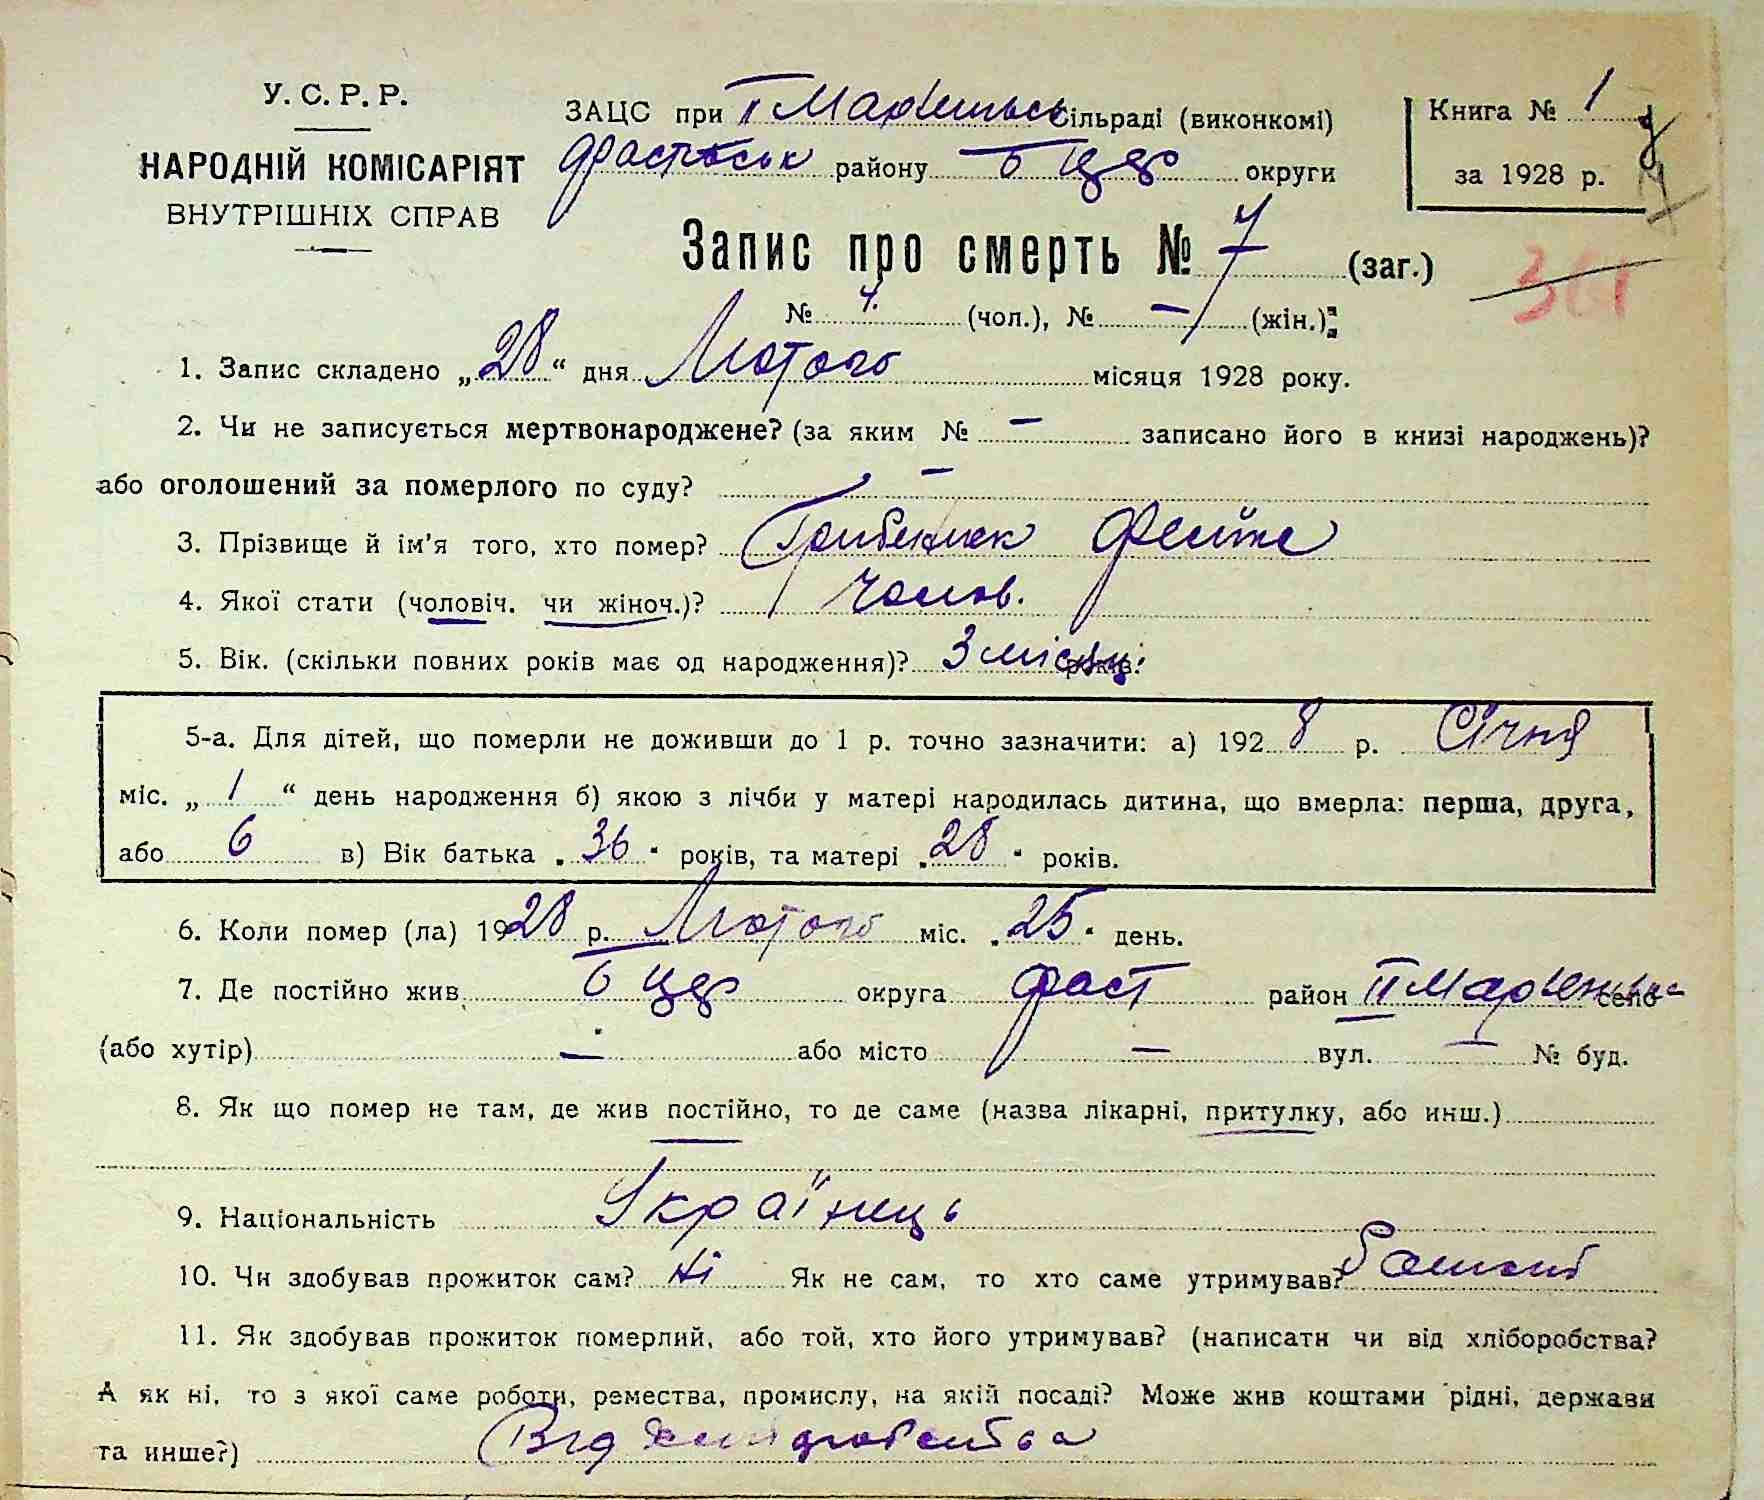 У. С. Р. Р.
НАРОДНІЙ КОМІСАРІЯТ
ВНУТРІШНІХ СПРАВ
ЗАЦС при ІІ сільраді (виконкомі)
району Б Цер округи
Книга № 1
за 1928 р.
Запис про смерть № 7 (заг.)
№ 4. (чол.), № — (жін.):
1. Запис складено „28“ дня Лютого місяця 1928 року.
2. Чи не записується мертвонароджене? (за яким № — записано його в книзі народжень)?
або оголошений за померлого по суду? —
3. Прізвище й ім'я того, хто помер?
4. Якої стати (чоловіч. чи жіноч.)? чолов.
5. Вік. (скільки повних років має од народження)? 3 місяц. років.
5-а. Для дітей, що померли не доживши до 1 р. точно зазначити: а) 1928 р. Січня
міс. „1“ день народження б) якою з лічби у матері народилась дитина, що вмерла: перша, друга,
або 6 в) Вік батька „36“ років, та матері „28“ років.
6. Коли помер (ла) 1928 р. Лютого міс. „25“ день.
7. Де постійно жив Б Цер округа Фаст район ІІ село
(або хутір) — або місто — вул. — № буд.
8. Як що помер не там, де жив постійно, то де саме (назва лікарні, притулку, або инш.)
9. Національність Українець
10. Чи здобував прожиток сам? Ні Як не сам, то хто саме утримував?
11. Як здобував прожиток померлий, або той, хто його утримував? (написати чи від хліборобства?
А як ні, то з якої саме роботи, ремества, промислу, на якій посаді? Може жив коштами рідні, держави
та инше?) Від хліборобства